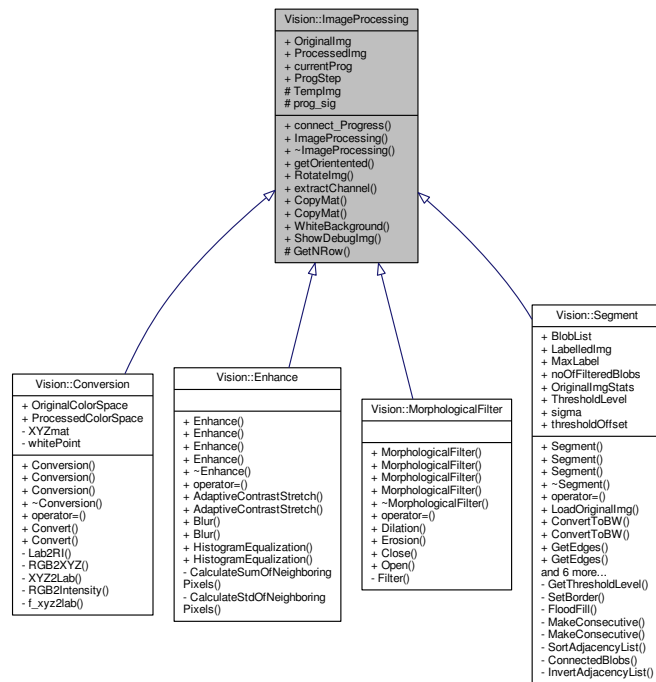 Vision::ImageProcessing
+ OriginalImg
+ ProcessedImg
+ currentProg
+ ProgStep
# TempImg
# prog_sig
+ connect_Progress()
+ ImageProcessing()
+ ~ImageProcessing()
+ getOrientented()
+ RotateImg()
+ extractChannel()
+ CopyMat()
+ CopyMat()
+ WhiteBackground()
+ ShowDebugImg()
# GetNRow()
Vision::Conversion
+ OriginalColorSpace
+ ProcessedColorSpace
- XYZmat
- whitePoint
+ Conversion()
+ Conversion()
+ Conversion()
+ ~Conversion()
+ operator=()
+ Convert()
+ Convert()
- Lab2RI()
- RGB2XYZ()
- XYZ2Lab()
- RGB2Intensity()
- f_xyz2lab()
Vision::Enhance
+ Enhance()
+ Enhance()
+ Enhance()
+ Enhance()
+ ~Enhance()
+ operator=()
+ AdaptiveContrastStretch()
+ AdaptiveContrastStretch()
+ Blur()
+ Blur()
+ HistogramEqualization()
+ HistogramEqualization()
- CalculateSumOfNeighboring
Pixels()
- CalculateStdOfNeighboring
Pixels()
Vision::MorphologicalFilter
+ MorphologicalFilter()
+ MorphologicalFilter()
+ MorphologicalFilter()
+ MorphologicalFilter()
+ ~MorphologicalFilter()
+ operator=()
+ Dilation()
+ Erosion()
+ Close()
+ Open()
- Filter()
Vision::Segment
+ BlobList
+ LabelledImg
+ MaxLabel
+ noOfFilteredBlobs
+ OriginalImgStats
+ ThresholdLevel
+ sigma
+ thresholdOffset
+ Segment()
+ Segment()
+ Segment()
+ ~Segment()
+ operator=()
+ LoadOriginalImg()
+ ConvertToBW()
+ ConvertToBW()
+ GetEdges()
+ GetEdges()
and 6 more...
- GetThresholdLevel()
- SetBorder()
- FloodFill()
- MakeConsecutive()
- MakeConsecutive()
- SortAdjacencyList()
- ConnectedBlobs()
- InvertAdjacencyList()